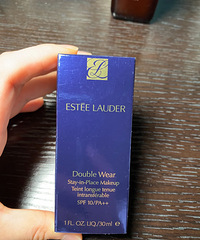 ESTĒE LAUDER
Double Wear
Stay-in-Place Makeup
Teint longue tenue
intransférable
SPF 10/PA++
1 FL. OZ. LIQ/30ml e